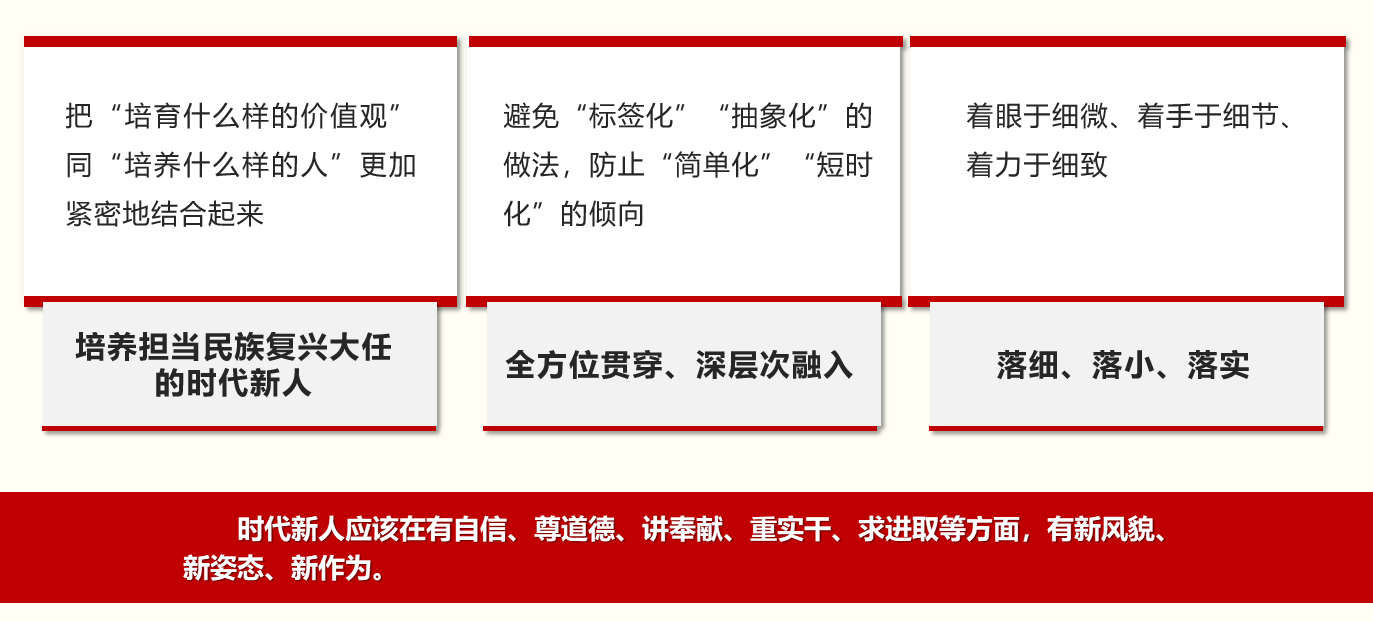 把“培育什么样的价值观”
同“培养什么样的人”更加
紧密地结合起来
避免“标签化”“抽象化”的
做法，防止“简单化”“短时
化”的倾向
着眼于细微、着手于细节、
着力于细致
培养担当民族复兴大任
的时代新人
全方位贯穿、深层次融入
落细、落小、落实
时代新人应该在有自信、尊道德、讲奉献、重实干、求进取等方面，有新风貌、
新姿态、新作为。